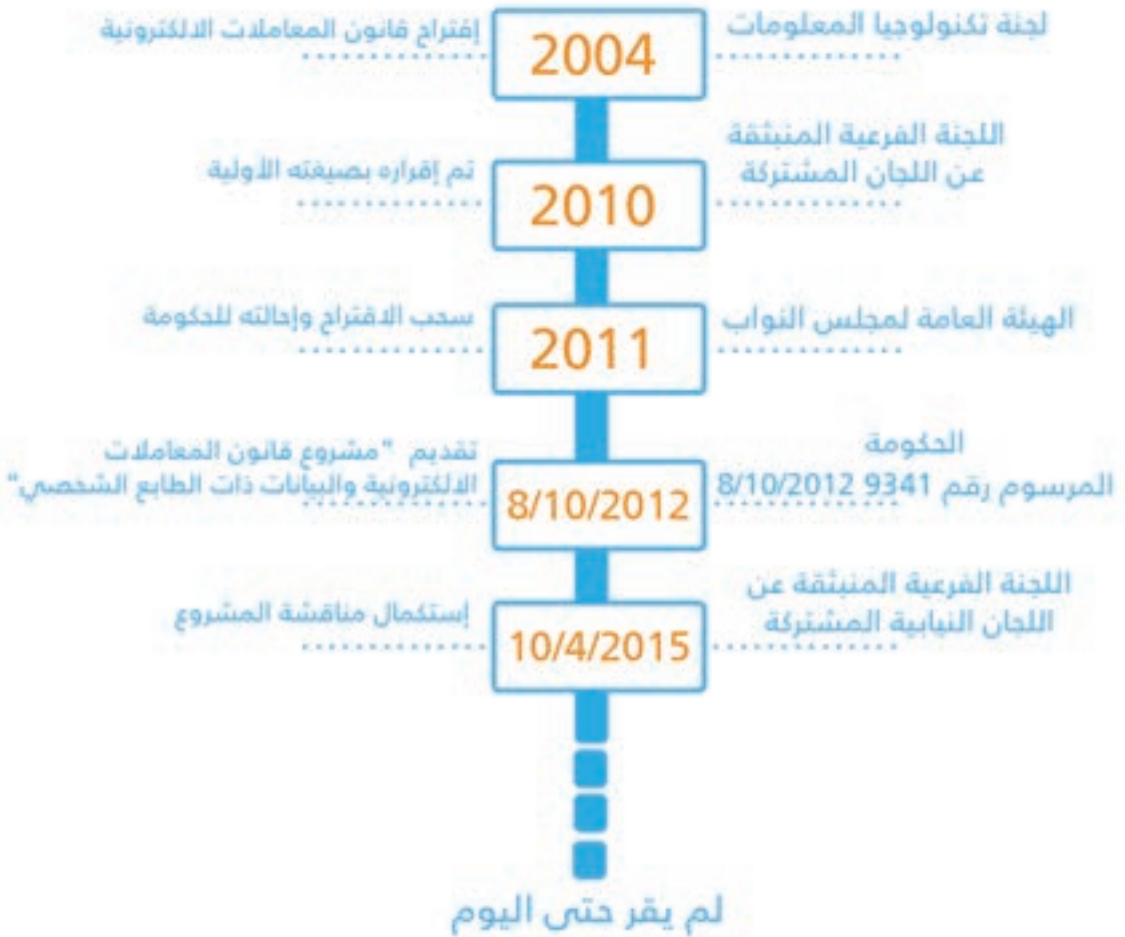 لجنة تكنولوجيا المعلومات
2004
إقتراح قانون المعاملات الالكترونية
اللجنة الفرعية المنبثقة
عن اللجان المشتركة
2010
تم إقراره بصيغته الأولية
الهيئة العامة لمجلس النواب
2011
سحب الاقتراح وإحالته للحكومة
الحكومة
المرسوم رقم 9341 8/10/2012
8/10/2012
تقديم "مشروع قانون المعاملات
الالكترونية والبيانات ذات الطابع الشخصي"
اللجنة الفرعية المنبثقة عن
اللجان النيابية المشتركة
10/4/2015
إستكمال مناقشة المشروع
لم يقر حتى اليوم